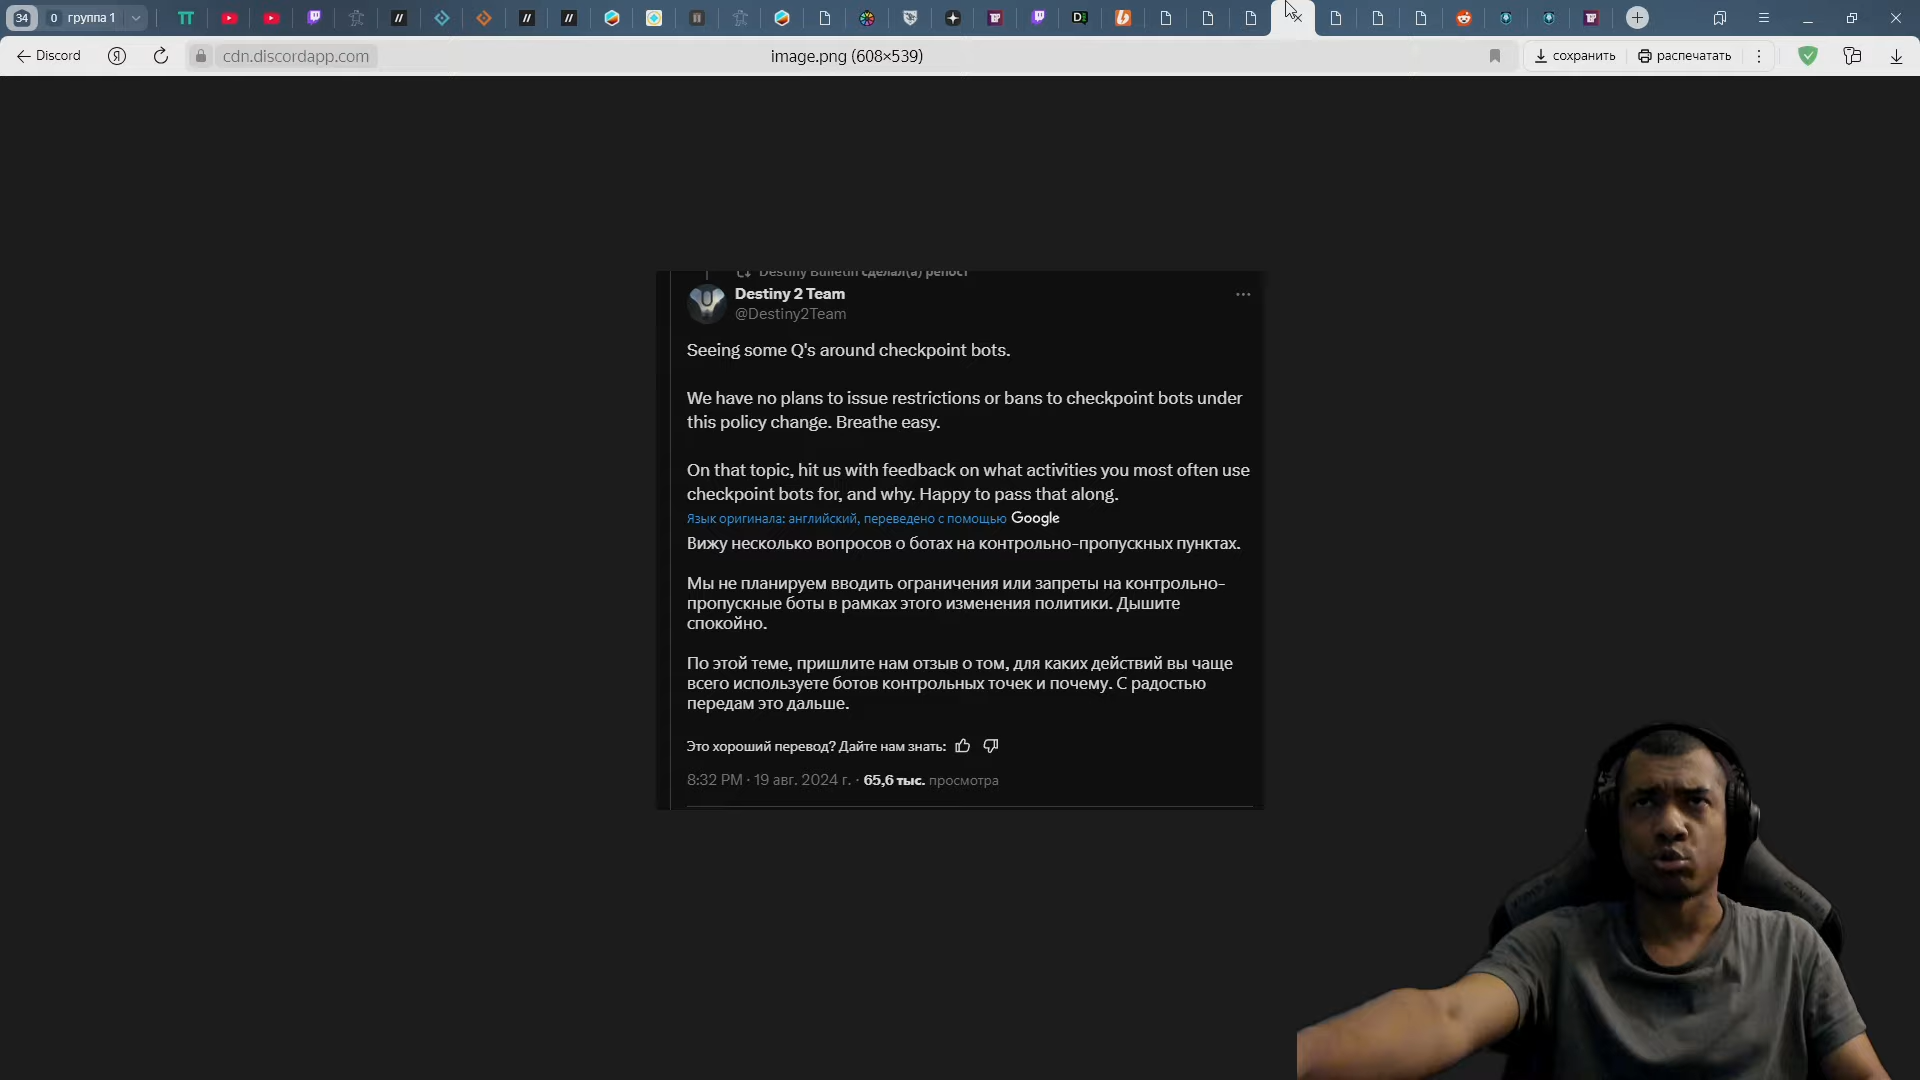 34
0 группа 1
Discord
cdn.discordapp.com
image.png (608×539)
сохранить
распечатать
Destiny Bulletin сделал(а) репост
Destiny 2 Team
@Destiny2Team
Seeing some Q's around checkpoint bots.
We have no plans to issue restrictions or bans to checkpoint bots under
this policy change. Breathe easy.
On that topic, hit us with feedback on what activities you most often use
checkpoint bots for, and why. Happy to pass that along.
Язык оригинала: английский, переведено с помощью Google
Вижу несколько вопросов о ботах на контрольно-пропускных пунктах.
Мы не планируем вводить ограничения или запреты на контрольно-
пропускные боты в рамках этого изменения политики. Дышите
спокойно.
По этой теме, пришлите нам отзыв о том, для каких действий вы чаще
всего используете ботов контрольных точек и почему. С радостью
передам это дальше.
Это хороший перевод? Дайте нам знать:
8:32 PM · 19 авг. 2024 г. · 65,6 тыс. просмотра